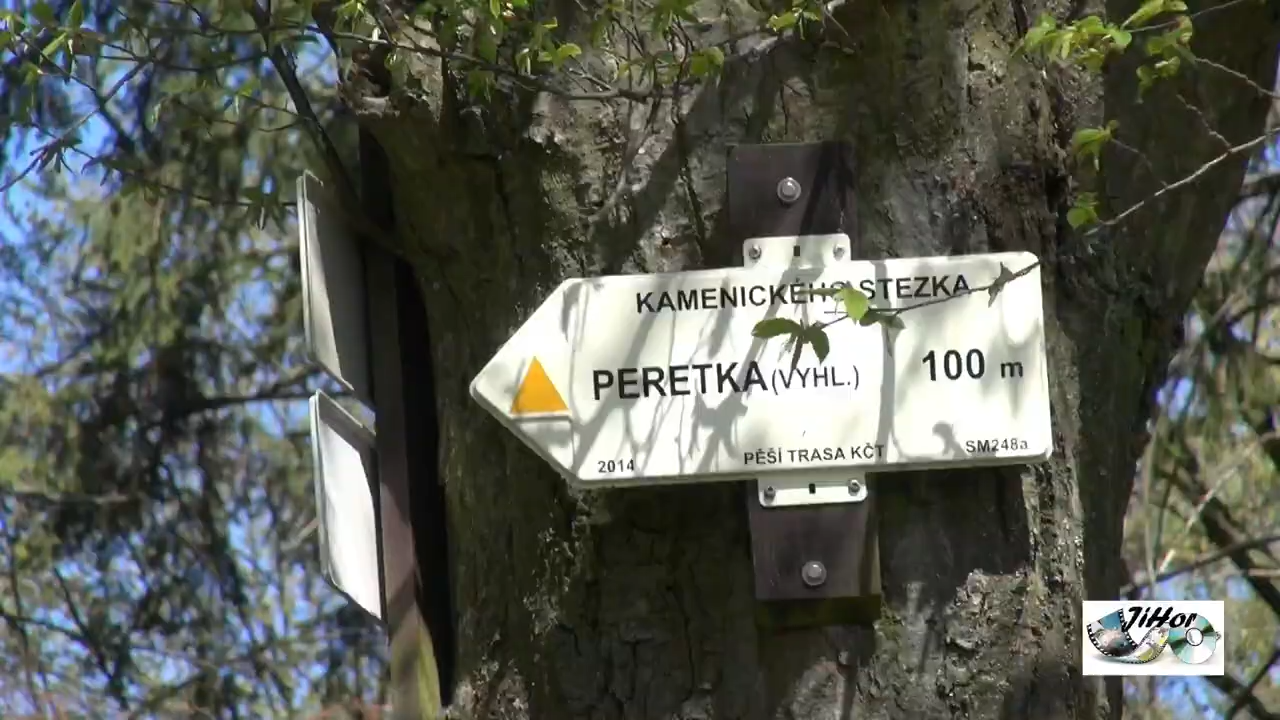 KAMENICKÉHO STEZKA
PERETKA (VYHL.) 100 m
2014 PĚŠÍ TRASA KČT SM248a
JiHor